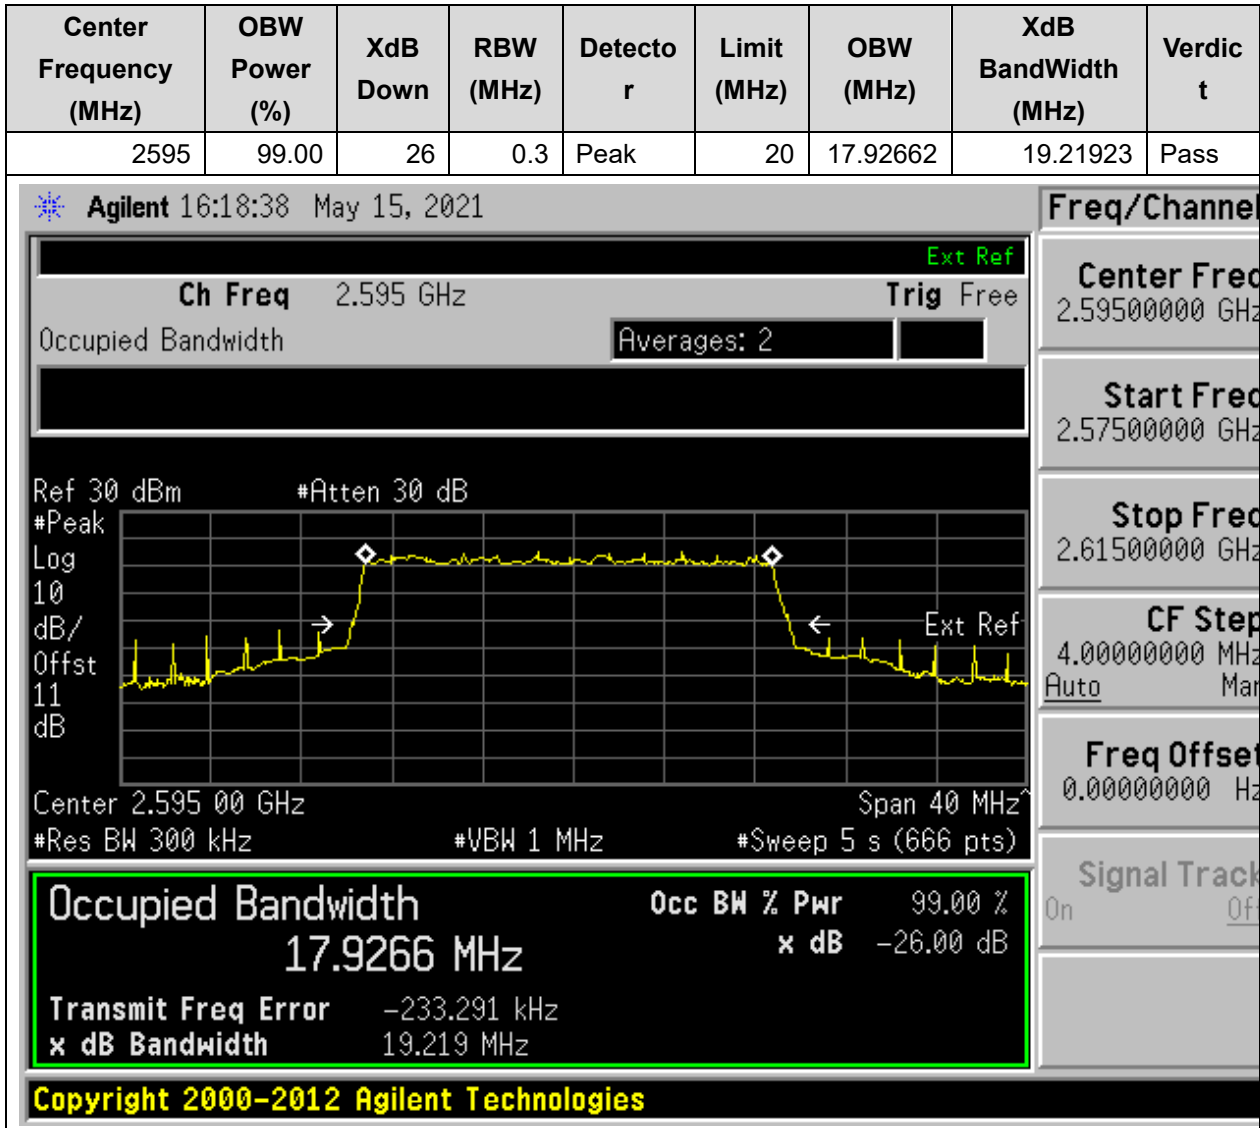 Center Frequency (MHz) OBW Power (%) XdB Down RBW (MHz) Detecto r Limit (MHz) OBW (MHz) XdB BandWidth (MHz) Verdic t
2595 99.00 26 0.3 Peak 20 17.92662 19.21923 Pass
Agilent 16:18:38 May 15, 2021
Freq/Channel
Ext Ref
Ch Freq 2.595 GHz Trig Free
Occupied Bandwidth Averages: 2
Center Freq
2.59500000 GHz
Start Freq
2.57500000 GHz
Stop Freq
2.61500000 GHz
CF Step
4.00000000 MHz
Auto Man
Freq Offset
0.00000000 Hz
Signal Track
On Off
Ref 30 dBm #Atten 30 dB
#Peak
Log
10
dB/
Offst
11
dB
Ext Ref
Center 2.595 00 GHz Span 40 MHz^
#Res BW 300 kHz #VBW 1 MHz #Sweep 5 s (666 pts)
Occupied Bandwidth Occ BW % Pwr 99.00 %
17.9266 MHz x dB -26.00 dB
Transmit Freq Error -233.291 kHz
x dB Bandwidth 19.219 MHz
Copyright 2000-2012 Agilent Technologies